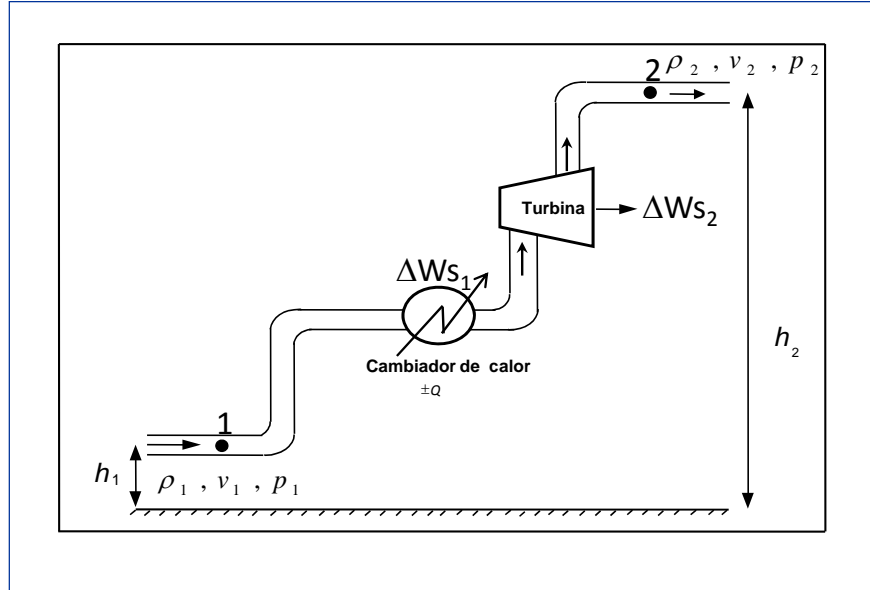 2 ρ₂ , v₂ , p₂
Turbina
ΔWs₂
ΔWs₁
h₂
Cambiador de calor
±Q
1
h₁
ρ₁ , v₁ , p₁